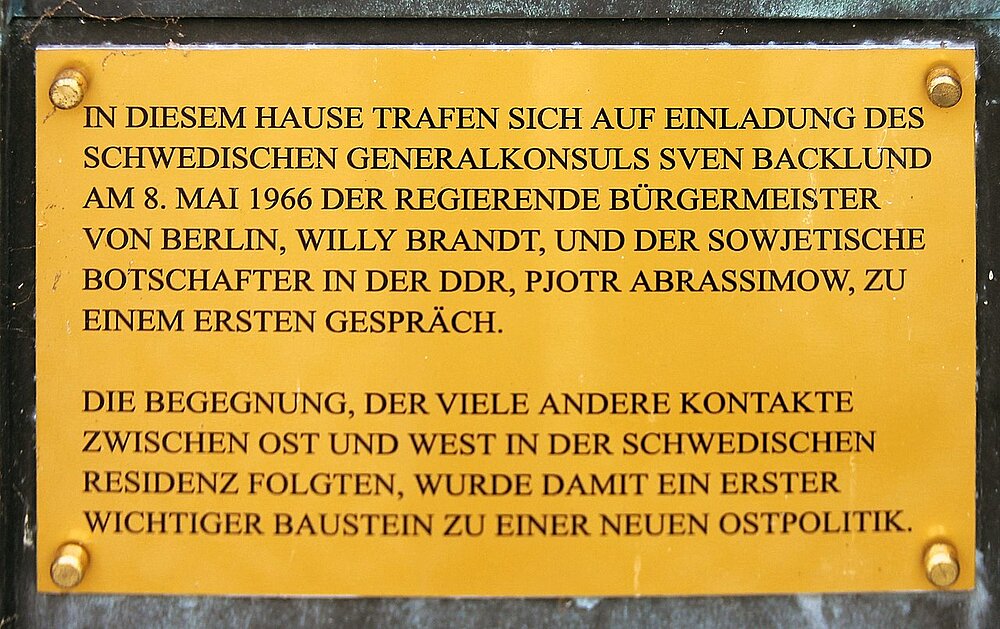 IN DIESEM HAUSE TRAFEN SICH AUF EINLADUNG DES
SCHWEDISCHEN GENERALKONSULS SVEN BACKLUND
AM 8. MAI 1966 DER REGIERENDE BÜRGERMEISTER
VON BERLIN, WILLY BRANDT, UND DER SOWJETISCHE
BOTSCHAFTER IN DER DDR, PJOTR ABRASSIMOW, ZU
EINEM ERSTEN GESPRÄCH.
DIE BEGEGNUNG, DER VIELE ANDERE KONTAKTE
ZWISCHEN OST UND WEST IN DER SCHWEDISCHEN
RESIDENZ FOLGTEN, WURDE DAMIT EIN ERSTER
WICHTIGER BAUSTEIN ZU EINER NEUEN OSTPOLITIK.